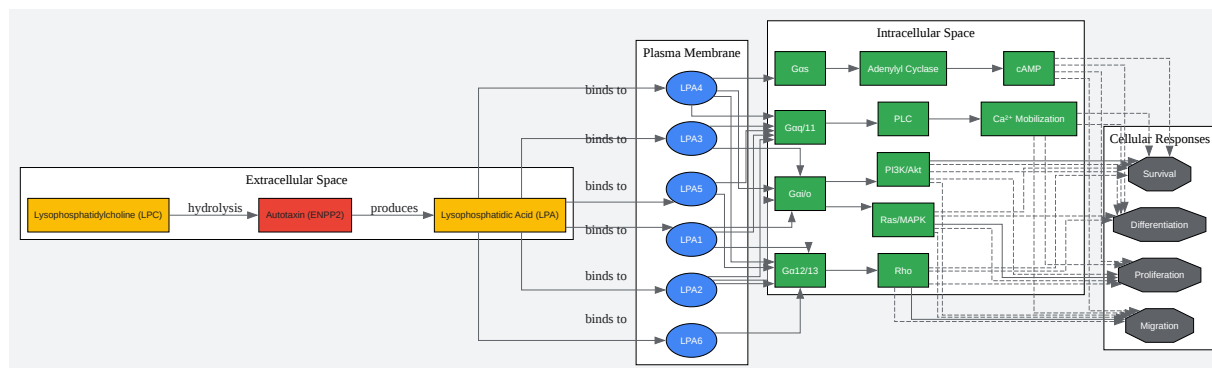 Extracellular Space
Lysophosphatidylcholine (LPC)
hydrolysis
Autotaxin (ENPP2)
produces
Lysophosphatidic Acid (LPA)
binds to
binds to
binds to
binds to
binds to
binds to
Plasma Membrane
LPA4
LPA3
LPA5
LPA1
LPA2
LPA6
Intracellular Space
Gαs
Adenylyl Cyclase
cAMP
Gαq/11
PLC
Ca²⁺ Mobilization
Gαi/o
PI3K/Akt
Ras/MAPK
Gα12/13
Rho
Cellular Responses
Survival
Differentiation
Proliferation
Migration